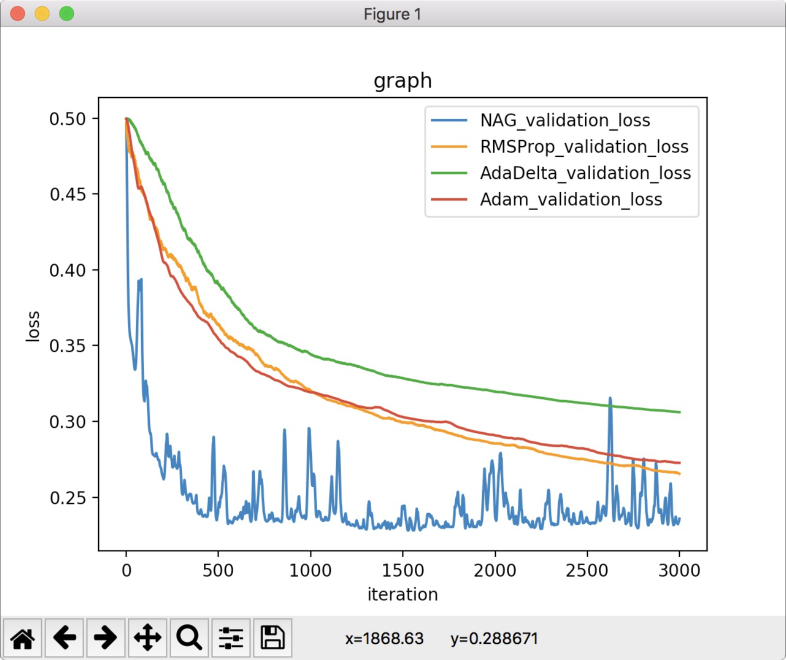 Figure 1
graph
NAG_validation_loss
RMSProp_validation_loss
AdaDelta_validation_loss
Adam_validation_loss
0.50
0.45
0.40
0.35
0.30
0.25
loss
0 500 1000 1500 2000 2500 3000
iteration
x=1868.63 y=0.288671